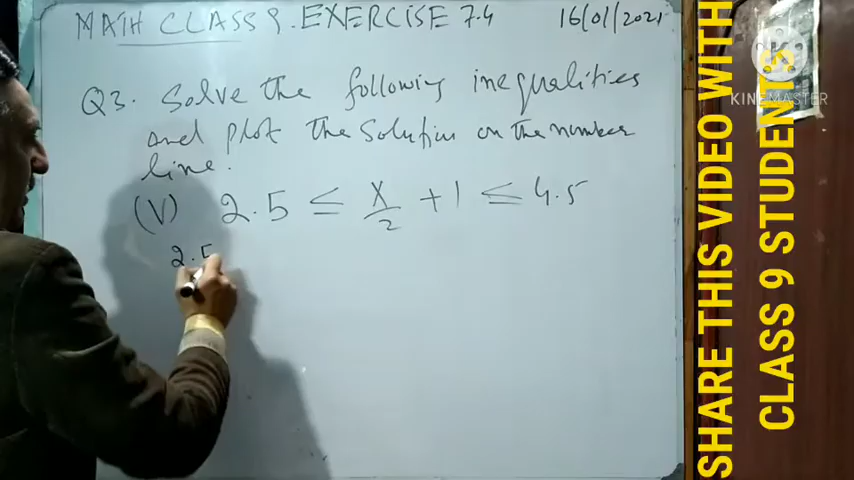 MATH CLASS 9. EXERCISE 7.4 16/01/2021
Q3. Solve the following inequalities
and plot the solution on the number
line.
(V) 2.5 ≤ x/2 + 1 ≤ 4.5
2.5
SHARE THIS VIDEO WITH
CLASS 9 STUDENTS
KINEMASTER